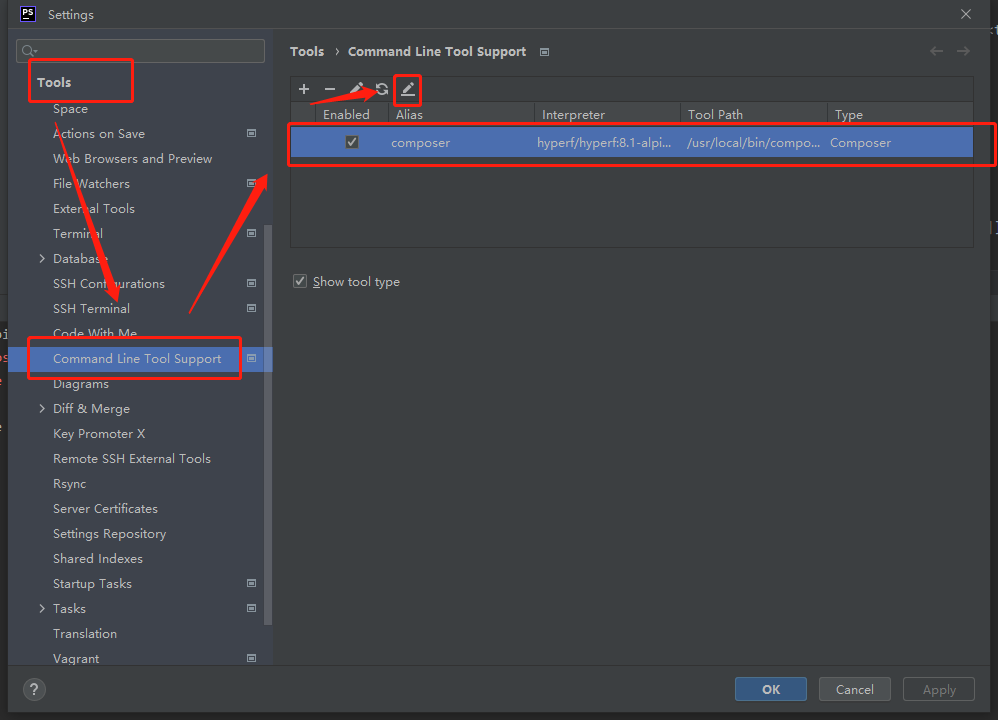 PS Settings
Tools › Command Line Tool Support
Tools
Enabled Alias Interpreter Tool Path Type
composer hyperf/hyperf:8.1-alpi... /usr/local/bin/compo... Composer
Show tool type
Space
Actions on Save
Web Browsers and Preview
File Watchers
External Tools
Terminal
Database
SSH Configurations
SSH Terminal
Code With Me
Command Line Tool Support
Diagrams
Diff & Merge
Key Promoter X
Remote SSH External Tools
Rsync
Server Certificates
Settings Repository
Shared Indexes
Startup Tasks
Tasks
Translation
Vagrant
?
OK Cancel Apply